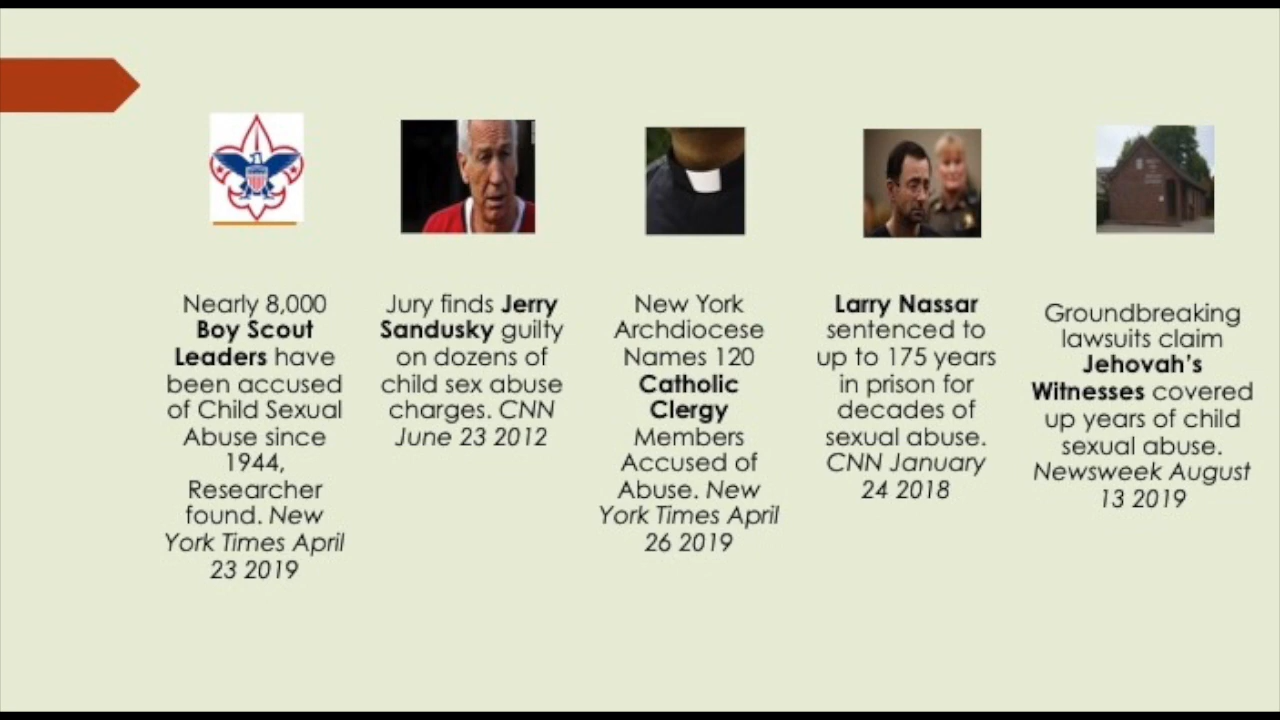 Nearly 8,000
Boy Scout
Leaders have
been accused
of Child Sexual
Abuse since
1944,
Researcher
found. New
York Times April
23 2019
Jury finds Jerry
Sandusky guilty
on dozens of
child sex abuse
charges. CNN
June 23 2012
New York
Archdiocese
Names 120
Catholic
Clergy
Members
Accused of
Abuse. New
York Times April
26 2019
Larry Nassar
sentenced to
up to 175 years
in prison for
decades of
sexual abuse.
CNN January
24 2018
Groundbreaking
lawsuits claim
Jehovah's
Witnesses covered
up years of child
sexual abuse.
Newsweek August
13 2019